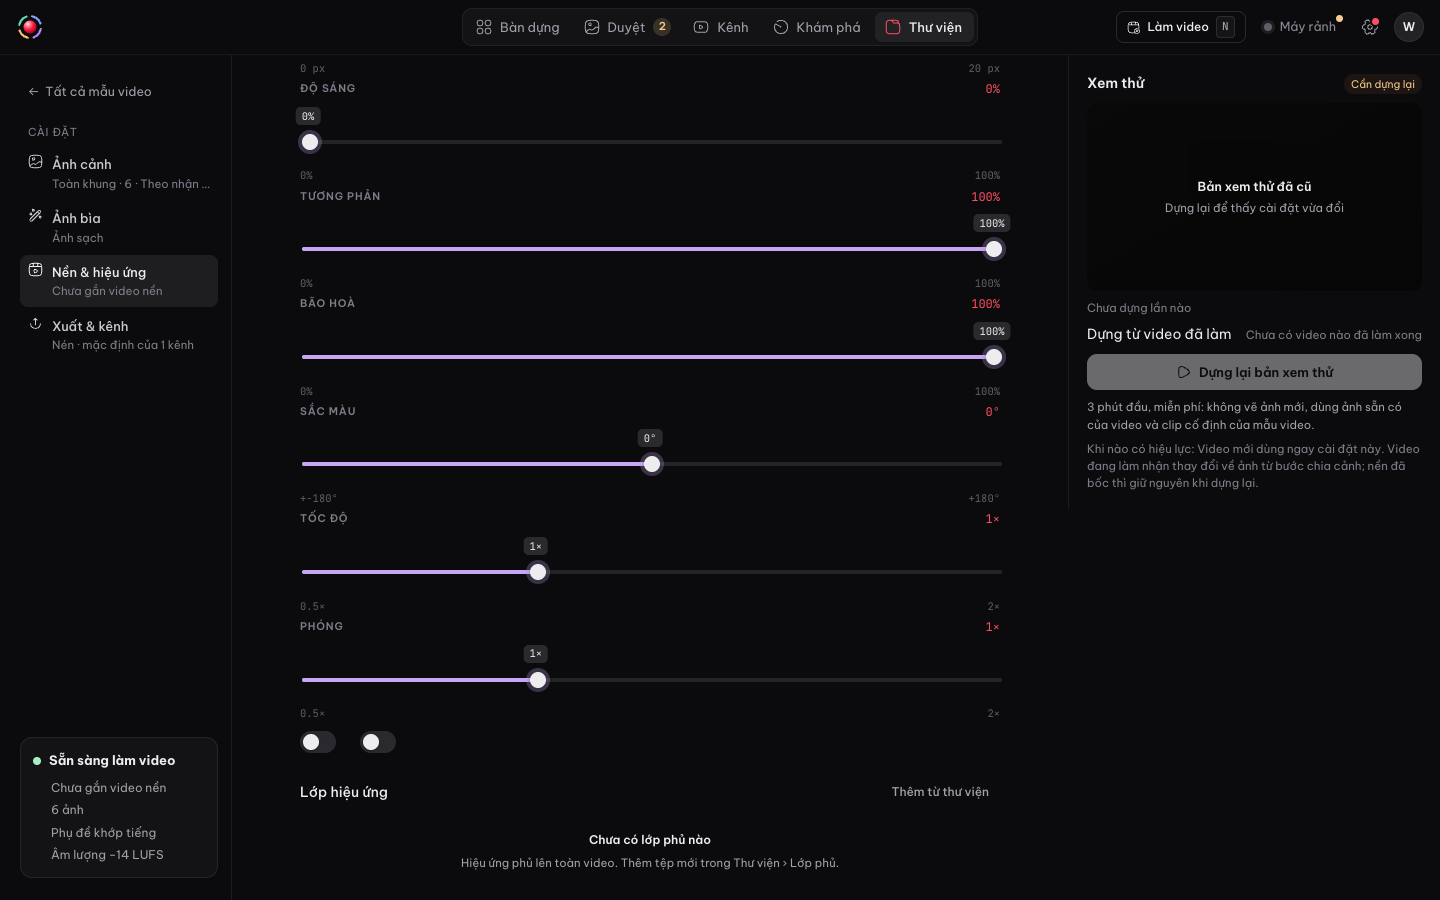 Bàn dựng
Duyệt 2
Kênh
Khám phá
Thư viện
Làm video N
Máy rảnh
W
← Tất cả mẫu video
CÀI ĐẶT
Ảnh cảnh
Toàn khung · 6 · Theo nhận ...
Ảnh bìa
Ảnh sạch
Nền & hiệu ứng
Chưa gắn video nền
Xuất & kênh
Nén · mặc định của 1 kênh
Sẵn sàng làm video
Chưa gắn video nền
6 ảnh
Phụ đề khớp tiếng
Âm lượng -14 LUFS
0 px 20 px
ĐỘ SÁNG 0%
0%
0% 100%
TƯƠNG PHẢN 100%
100%
0% 100%
BÃO HOÀ 100%
100%
0% 100%
SẮC MÀU 0°
0°
+-180° +180°
TỐC ĐỘ 1×
1×
0.5× 2×
PHÓNG 1×
1×
0.5× 2×
Lớp hiệu ứng Thêm từ thư viện
Chưa có lớp phủ nào
Hiệu ứng phủ lên toàn video. Thêm tệp mới trong Thư viện › Lớp phủ.
Xem thử Cần dựng lại
Bản xem thử đã cũ
Dựng lại để thấy cài đặt vừa đổi
Chưa dựng lần nào
Dựng từ video đã làm Chưa có video nào đã làm xong
Dựng lại bản xem thử
3 phút đầu, miễn phí: không vẽ ảnh mới, dùng ảnh sẵn có
của video và clip cố định của mẫu video.
Khi nào có hiệu lực: Video mới dùng ngay cài đặt này. Video
đang làm nhận thay đổi về ảnh từ bước chia cảnh; nền đã
bốc thì giữ nguyên khi dựng lại.